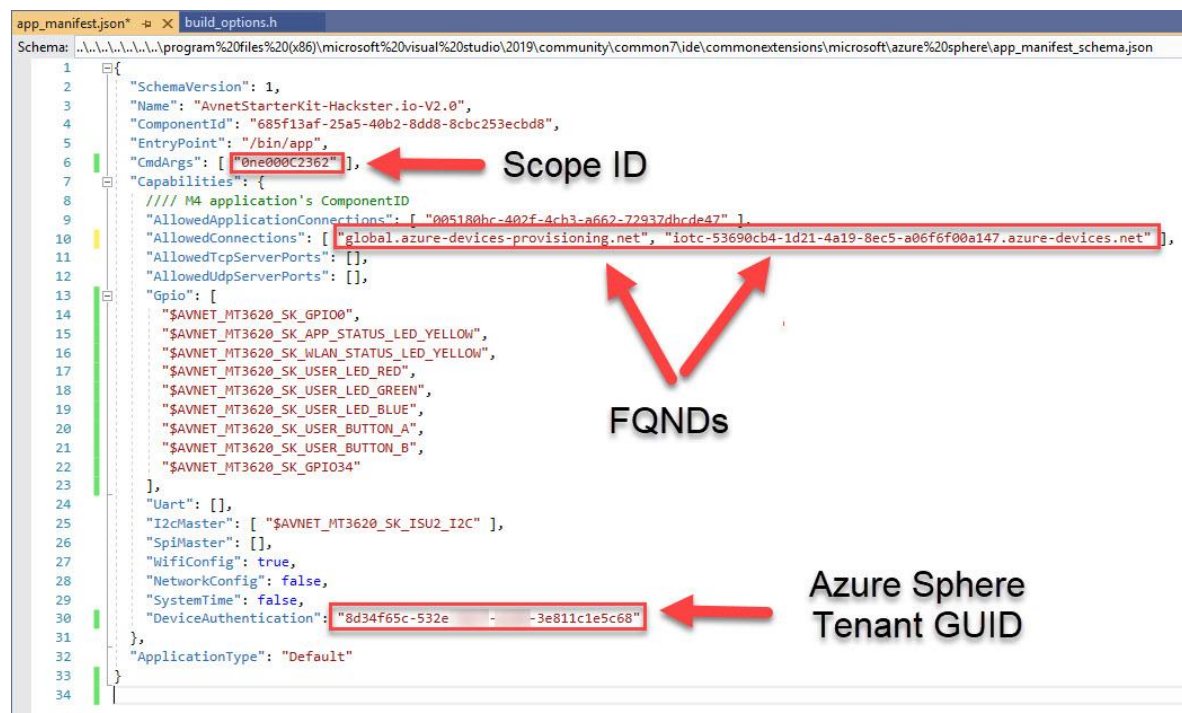 app_manifest.json* build_options.h
Schema: ..\..\..\..\..\..\program%20files%20(x86)\microsoft%20visual%20studio\2019\community\common7\ide\commonextensions\microsoft\azure%20sphere\app_manifest_schema.json
1 {
2 "SchemaVersion": 1,
3 "Name": "AvnetStarterKit-Hackster.io-V2.0",
4 "ComponentId": "685f13af-25a5-40b2-8dd8-8cbc253ecbd8",
5 "EntryPoint": "/bin/app",
6 "CmdArgs": [ "0ne000C2362" ],
Scope ID
7 "Capabilities": {
8 //// M4 application's ComponentID
9 "AllowedApplicationConnections": [ "005180bc-402f-4cb3-a662-72937dbcde47" ],
10 "AllowedConnections": [ "global.azure-devices-provisioning.net", "iotc-53690cb4-1d21-4a19-8ec5-a06f6f00a147.azure-devices.net" ],
11 "AllowedTcpServerPorts": [],
12 "AllowedUdpServerPorts": [],
13 "Gpio": [
14 "$AVNET_MT3620_SK_GPIO0",
15 "$AVNET_MT3620_SK_APP_STATUS_LED_YELLOW",
16 "$AVNET_MT3620_SK_WLAN_STATUS_LED_YELLOW",
17 "$AVNET_MT3620_SK_USER_LED_RED",
18 "$AVNET_MT3620_SK_USER_LED_GREEN",
19 "$AVNET_MT3620_SK_USER_LED_BLUE",
20 "$AVNET_MT3620_SK_USER_BUTTON_A",
21 "$AVNET_MT3620_SK_USER_BUTTON_B",
22 "$AVNET_MT3620_SK_GPIO34"
FQNDs
23 ],
24 "Uart": [],
25 "I2cMaster": [ "$AVNET_MT3620_SK_ISU2_I2C" ],
26 "SpiMaster": [],
27 "WifiConfig": true,
28 "NetworkConfig": false,
29 "SystemTime": false,
30 "DeviceAuthentication": "8d34f65c-532e - -3e811c1e5c68"
Azure Sphere
Tenant GUID
31 },
32 "ApplicationType": "Default"
33 }
34